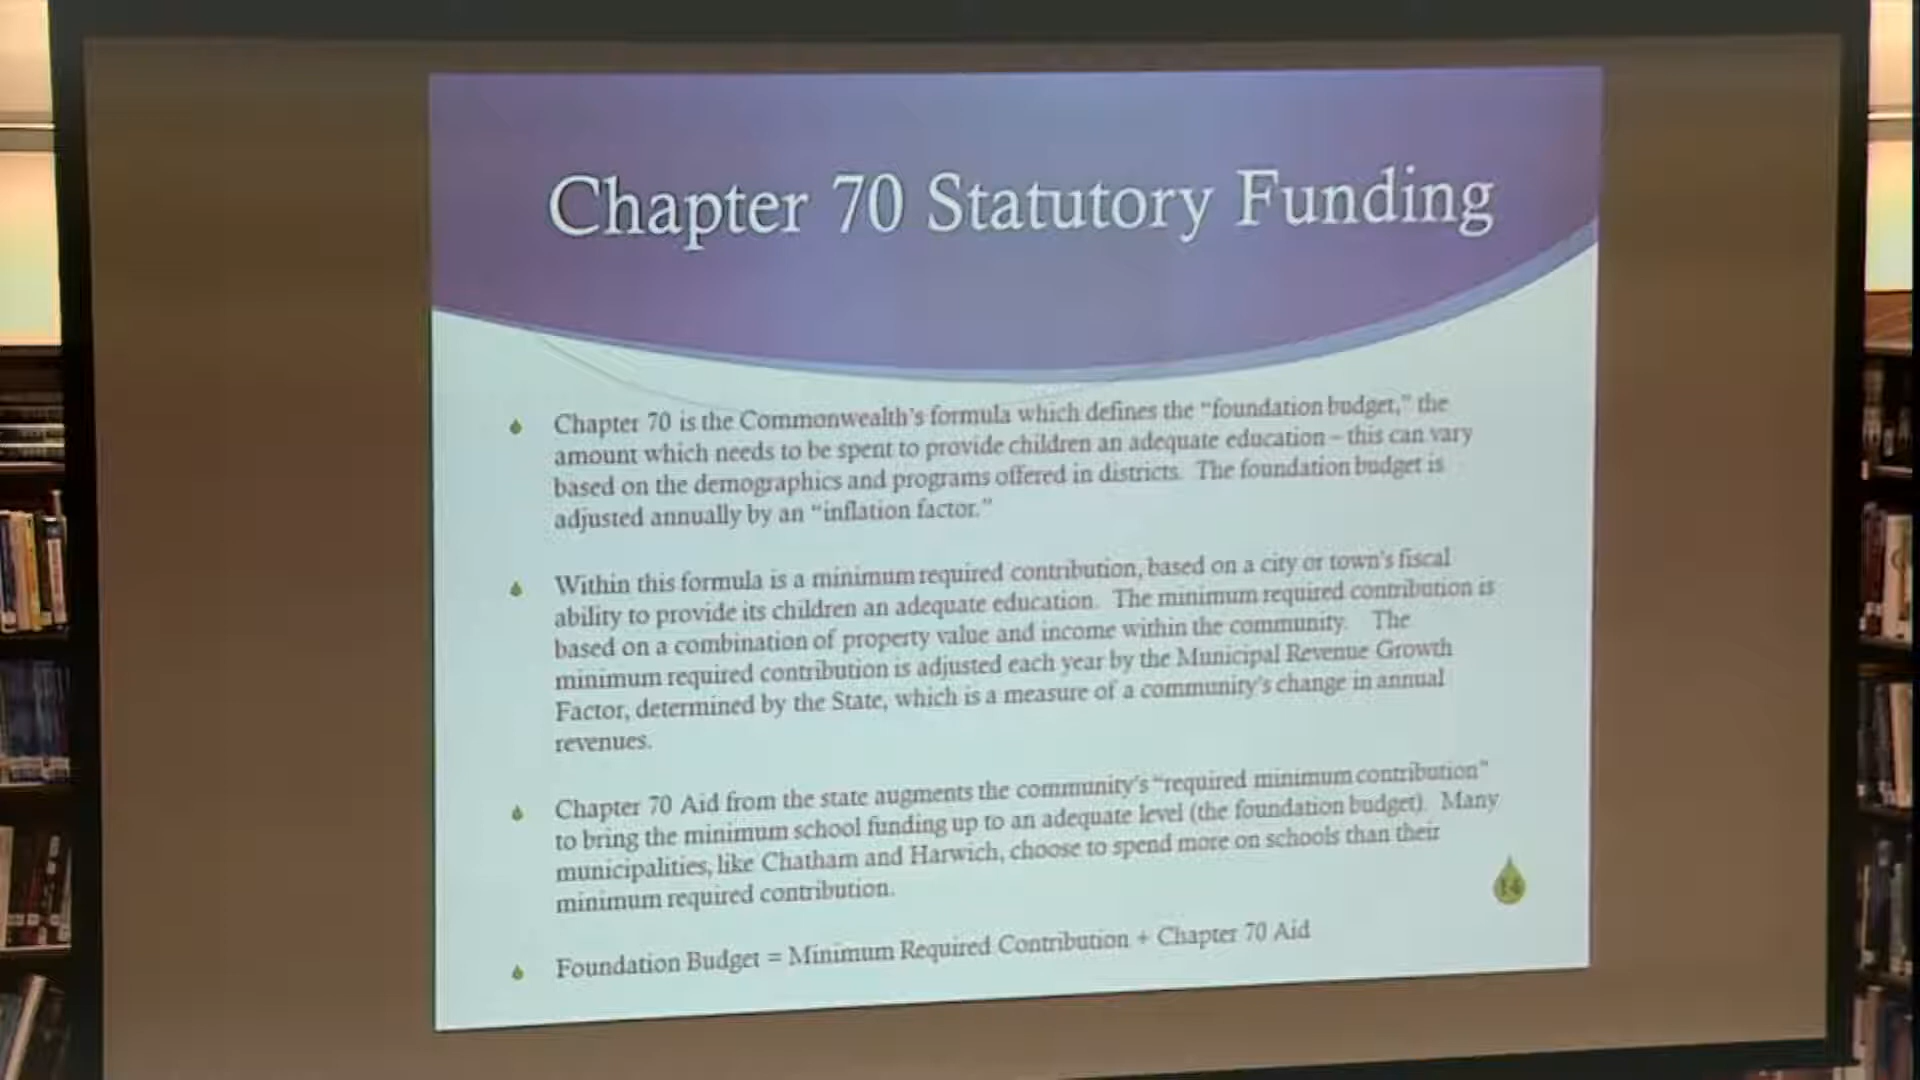 Chapter 70 Statutory Funding
Chapter 70 is the Commonwealth's formula which defines the “foundation budget,” the
amount which needs to be spent to provide children an adequate education – this can vary
based on the demographics and programs offered in districts. The foundation budget is
adjusted annually by an “inflation factor.”
Within this formula is a minimum required contribution, based on a city or town's fiscal
ability to provide its children an adequate education. The minimum required contribution is
based on a combination of property value and income within the community. The
minimum required contribution is adjusted each year by the Municipal Revenue Growth
Factor, determined by the State, which is a measure of a community's change in annual
revenues.
Chapter 70 Aid from the state augments the community's “required minimum contribution”
to bring the minimum school funding up to an adequate level (the foundation budget). Many
municipalities, like Chatham and Harwich, choose to spend more on schools than their
minimum required contribution.
Foundation Budget = Minimum Required Contribution + Chapter 70 Aid